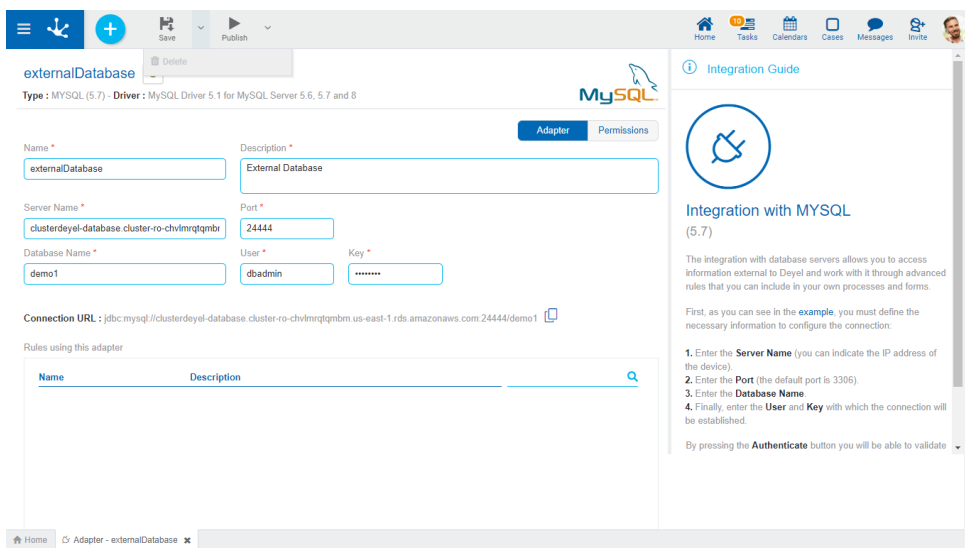 Save
Publish
Home
10
Tasks
Calendars
Cases
Messages
Invite
Delete
externalDatabase
Type : MYSQL (5.7) - Driver : MySQL Driver 5.1 for MySQL Server 5.6, 5.7 and 8
MySQL
Adapter Permissions
Name * Description *
externalDatabase External Database
Server Name * Port *
clusterdeyel-database.cluster-ro-chvlmrqtqmbr 24444
Database Name * User * Key *
demo1 dbadmin ••••••••
Connection URL : jdbc:mysql://clusterdeyel-database.cluster-ro-chvlmrqtqmbm.us-east-1.rds.amazonaws.com:24444/demo1
Rules using this adapter
Name Description
Integration Guide
Integration with MYSQL
(5.7)
The integration with database servers allows you to access
information external to Deyel and work with it through advanced
rules that you can include in your own processes and forms.
First, as you can see in the example, you must define the
necessary information to configure the connection:
1. Enter the Server Name (you can indicate the IP address of
the device).
2. Enter the Port (the default port is 3306).
3. Enter the Database Name.
4. Finally, enter the User and Key with which the connection will
be established.
By pressing the Authenticate button you will be able to validate
Home Adapter - externalDatabase